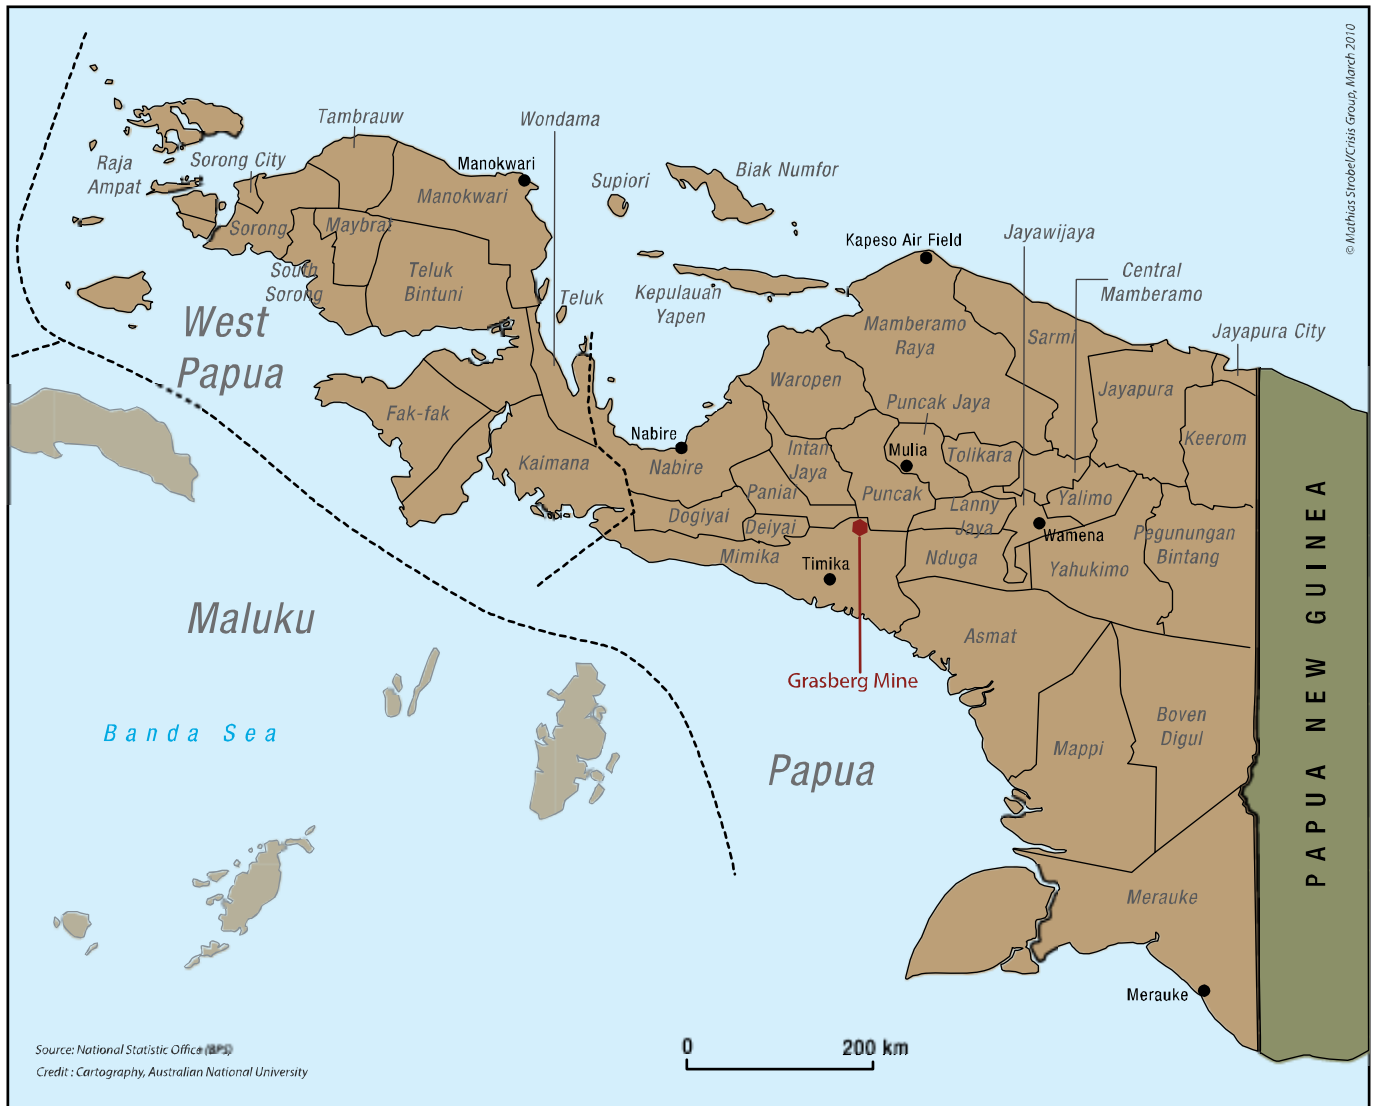 © Mathias Strobel/Crisis Group, March 2010
Tambrauw
Wondama
Raja
Ampat
Sorong City
Manokwari
Manokwari
Supiori
Biak Numfor
Sorong
Maybrat
Kapeso Air Field
Jayawijaya
South
Sorong
Teluk
Bintuni
Teluk
Kepulauan
Yapen
Central
Mamberamo
West
Papua
Mamberamo
Raya
Sarmi
Jayapura City
Waropen
Jayapura
Fak-fak
Puncak Jaya
Keerom
Nabire
Nabire
Kaimana
Intan
Jaya
Mulia
Tolikara
Paniai
Puncak
Lanny
Jaya
Yalimo
Dogiyai
Deiyai
Wamena
Pegunungan
Bintang
Mimika
Timika
Nduga
Yahukimo
Maluku
Asmat
Grasberg Mine
Banda Sea
Papua
Mappi
Boven
Digul
PAPUA NEW GUINEA
Merauke
Merauke
Source: National Statistic Office (BPS)
Credit : Cartography, Australian National University
0 200 km